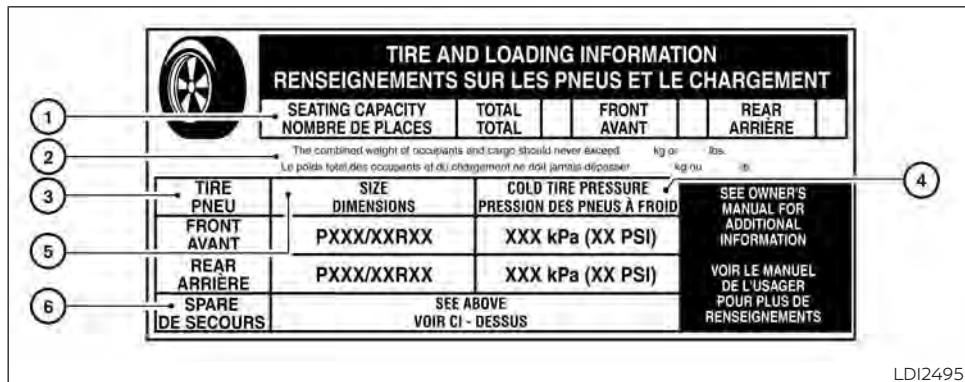 TIRE AND LOADING INFORMATION
RENSEIGNEMENTS SUR LES PNEUS ET LE CHARGEMENT
1
SEATING CAPACITY TOTAL FRONT REAR
NOMBRE DE PLACES TOTAL AVANT ARRIÈRE
2
The combined weight of occupants and cargo should never exceed kg or lbs.
Le poids total des occupants et du chargement ne doit jamais dépasser kg ou lb.
3
TIRE
PNEU
SIZE
DIMENSIONS
COLD TIRE PRESSURE
PRESSION DES PNEUS À FROID
4
5
FRONT
AVANT
PXXX/XXRXX
XXX kPa (XX PSI)
REAR
ARRIÈRE
PXXX/XXRXX
XXX kPa (XX PSI)
6
SPARE
DE SECOURS
SEE ABOVE
VOIR CI - DESSUS
SEE OWNER'S
MANUAL FOR
ADDITIONAL
INFORMATION
VOIR LE MANUEL
DE L'USAGER
POUR PLUS DE
RENSEIGNEMENTS
LDI2495